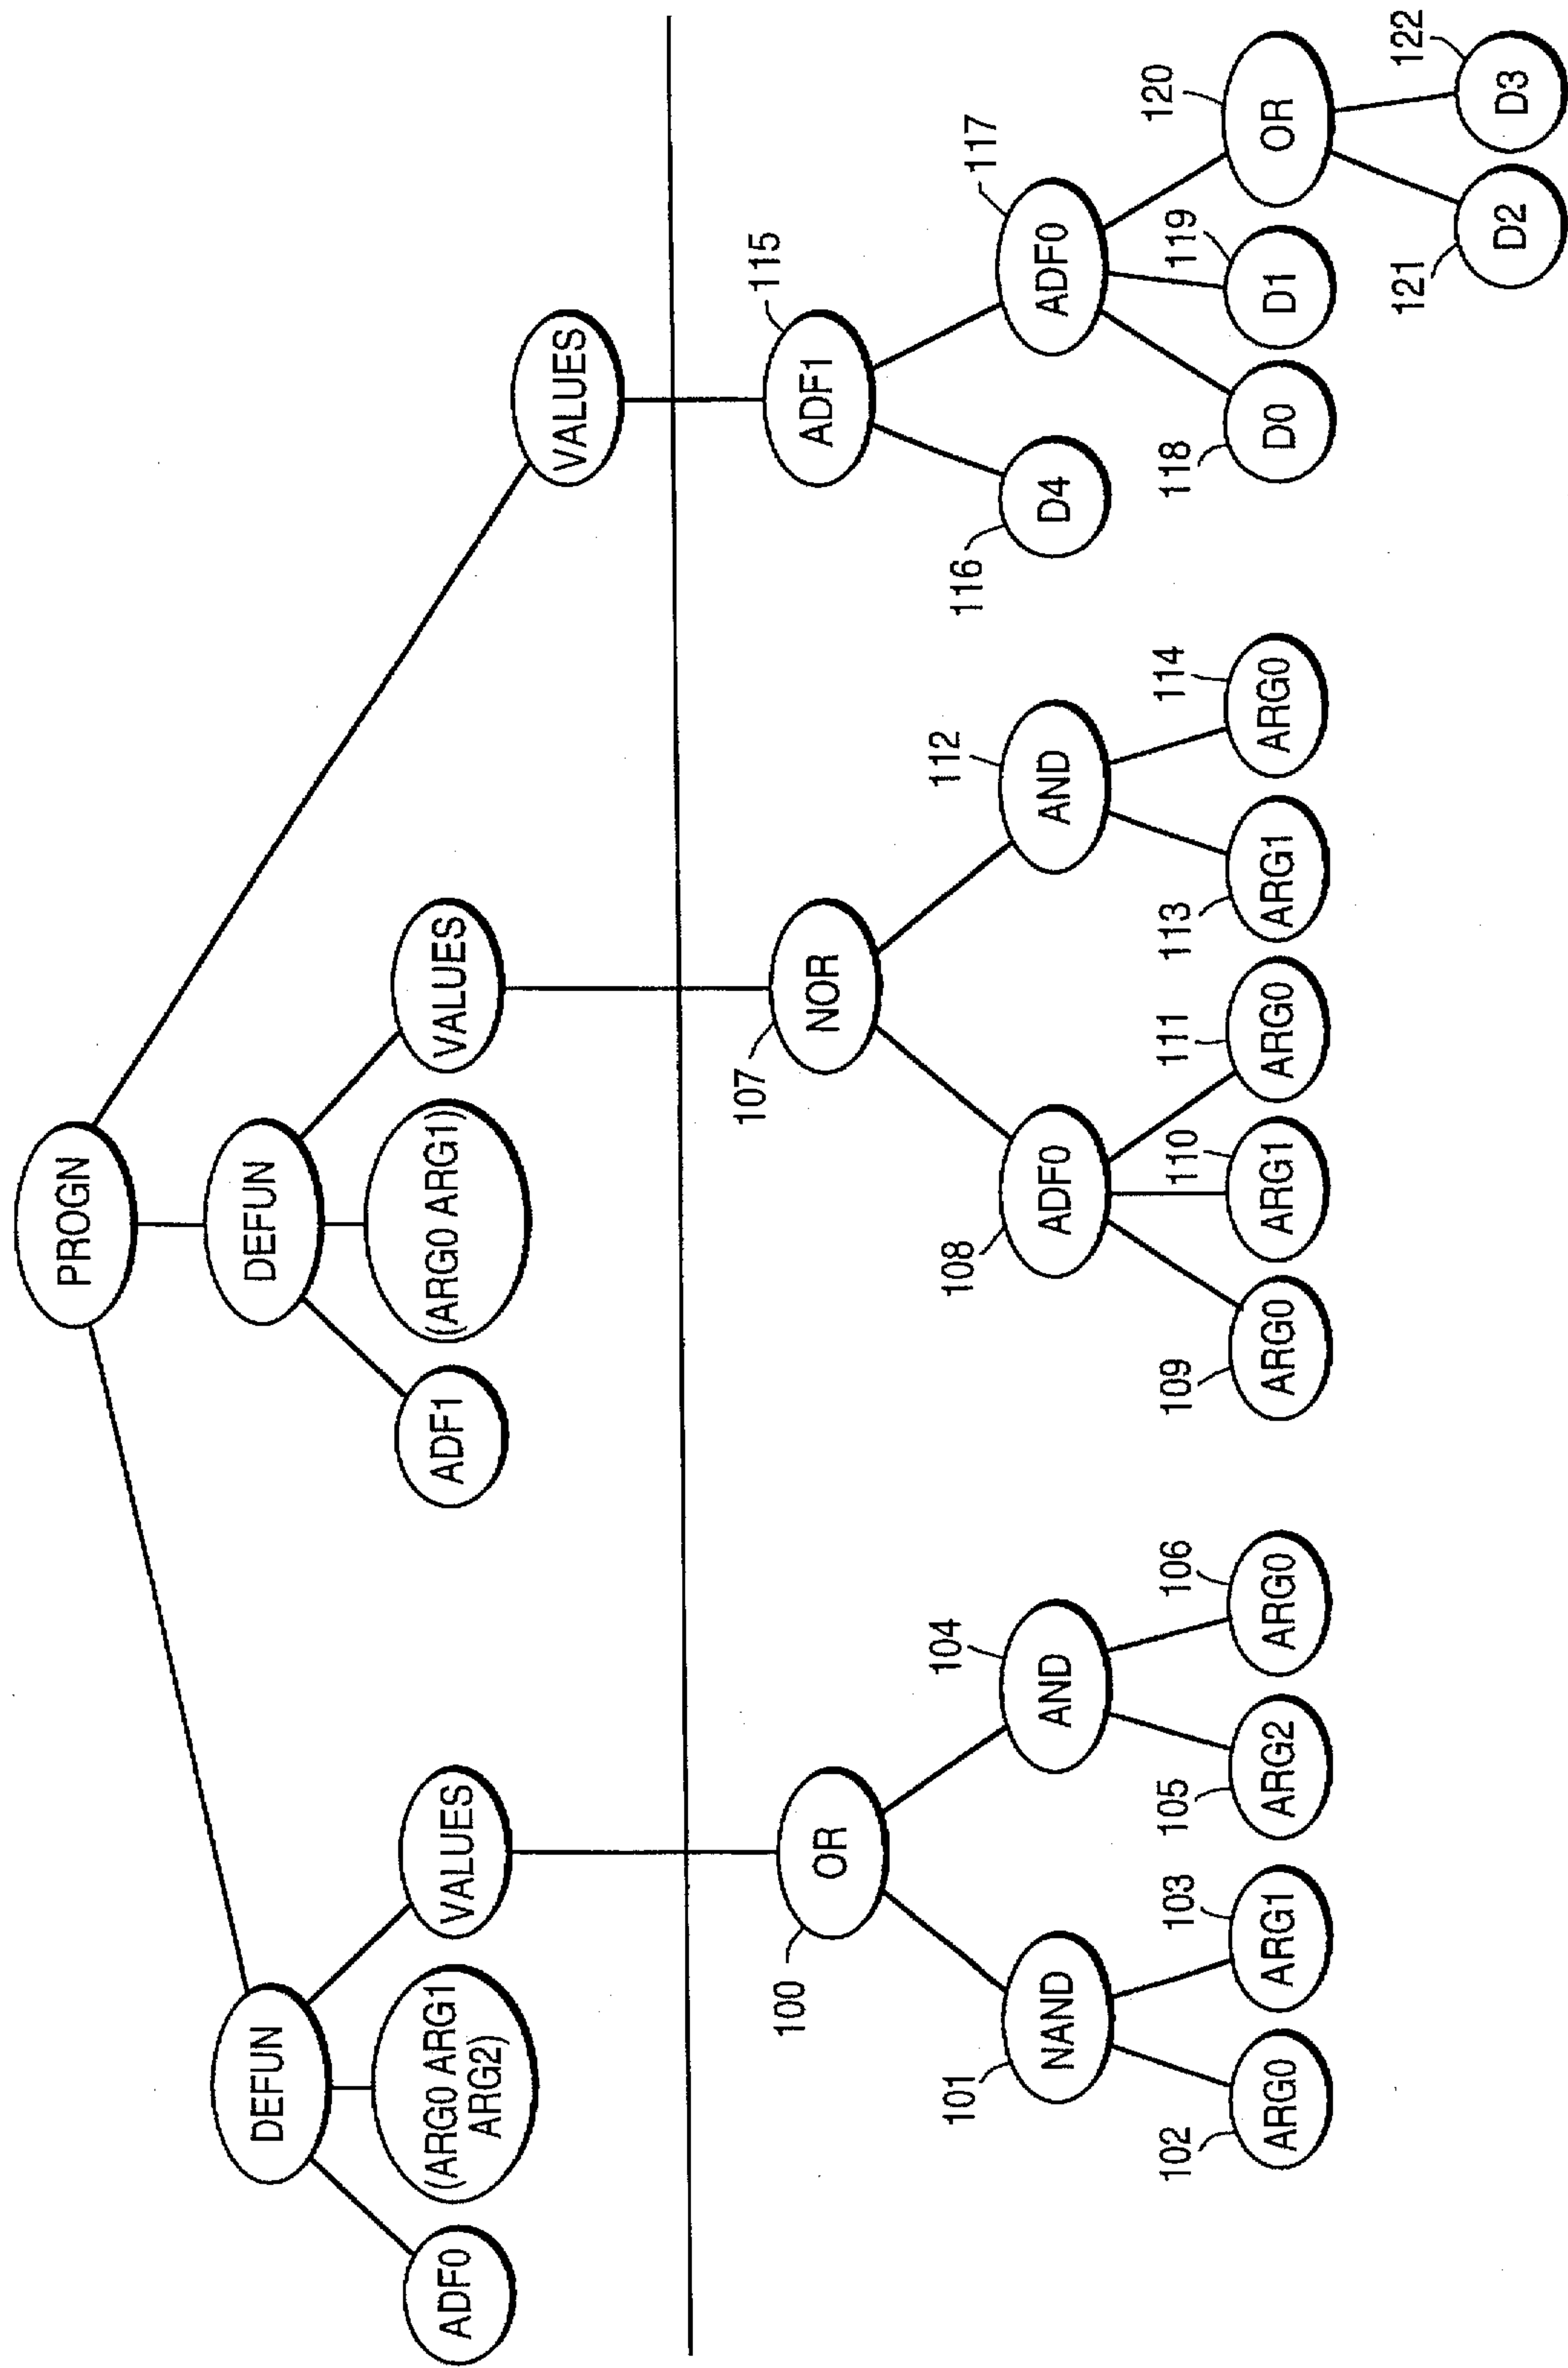 PROGN
DEFUN
DEFUN
ADF0
(ARG0 ARG1
ARG2)
VALUES
ADF1
(ARG0 ARG1)
VALUES
VALUES
100
OR
107
NOR
ADF1
115
101
NAND
AND
104
108
ADF0
AND
112
116
D4
ADF0
117
102
ARG0
103
ARG1
105
ARG2
106
ARG0
109
ARG0
110
ARG1
111
ARG0
113
ARG1
114
ARG0
118
D0
119
D1
120
OR
121
D2
122
D3